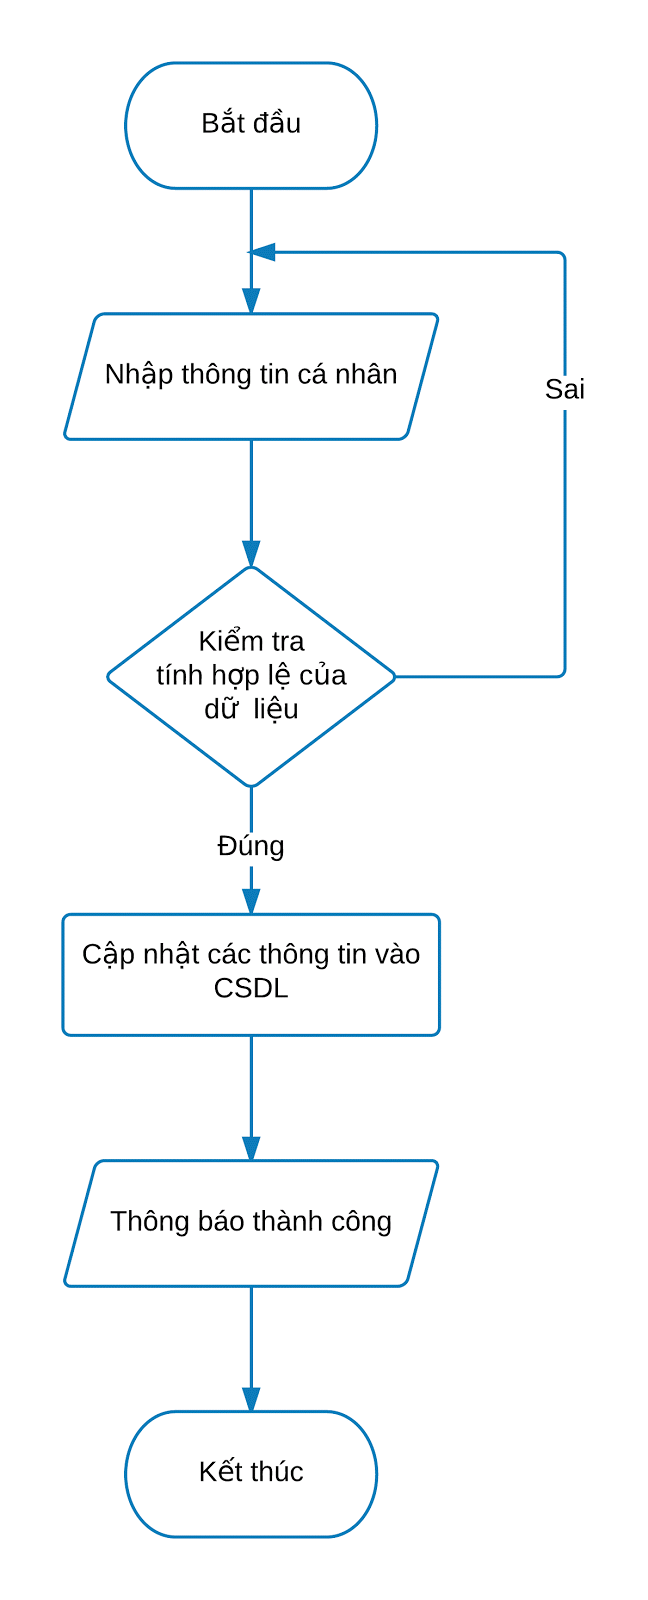 Bắt đầu
Nhập thông tin cá nhân
Sai
Kiểm tra
tính hợp lệ của
dữ  liệu
Đúng
Cập nhật các thông tin vào
CSDL
Thông báo thành công
Kết thúc